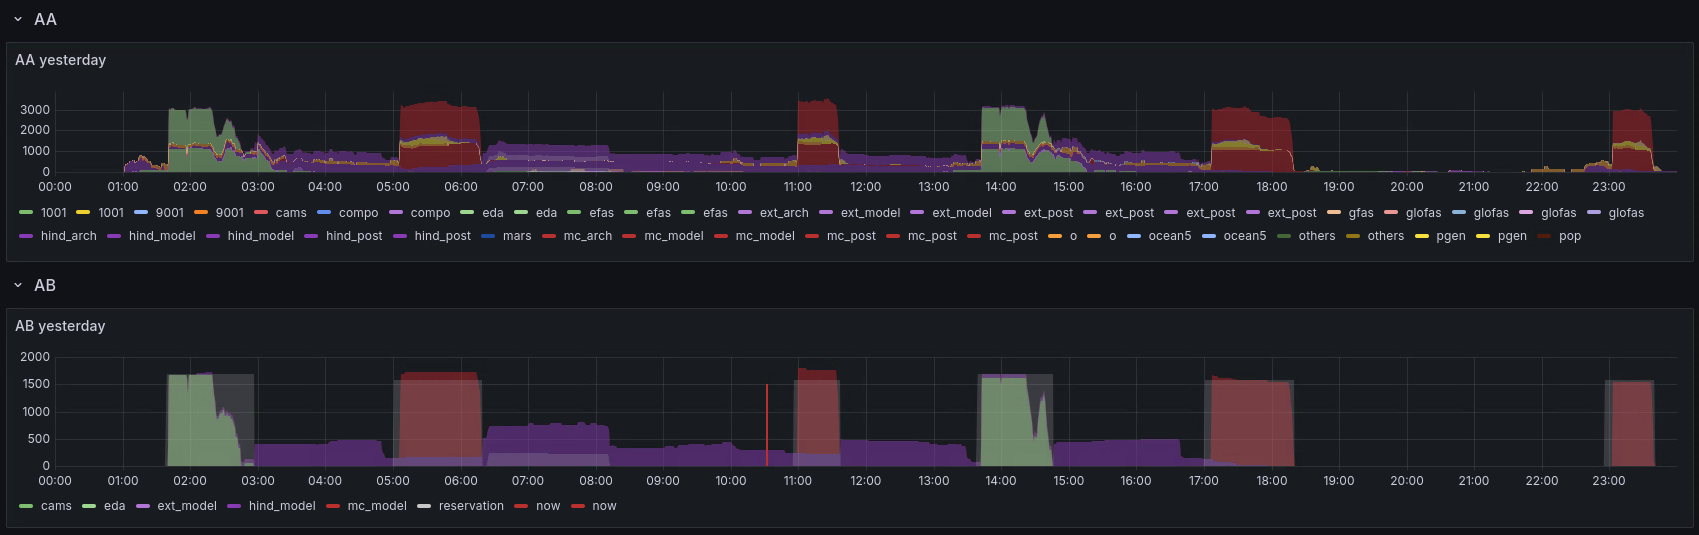 AA
AA yesterday
3000
2000
1000
0
00:00 01:00 02:00 03:00 04:00 05:00 06:00 07:00 08:00 09:00 10:00 11:00 12:00 13:00 14:00 15:00 16:00 17:00 18:00 19:00 20:00 21:00 22:00 23:00
1001 1001 9001 9001 cams compo compo eda eda efas efas efas ext_arch ext_model ext_model ext_post ext_post ext_post ext_post gfas glofas glofas glofas glofas
hind_arch hind_model hind_model hind_post hind_post mars mc_arch mc_model mc_model mc_post mc_post mc_post o o ocean5 ocean5 others others pgen pgen pop
AB
AB yesterday
2000
1500
1000
500
0
00:00 01:00 02:00 03:00 04:00 05:00 06:00 07:00 08:00 09:00 10:00 11:00 12:00 13:00 14:00 15:00 16:00 17:00 18:00 19:00 20:00 21:00 22:00 23:00
cams eda ext_model hind_model mc_model reservation now now